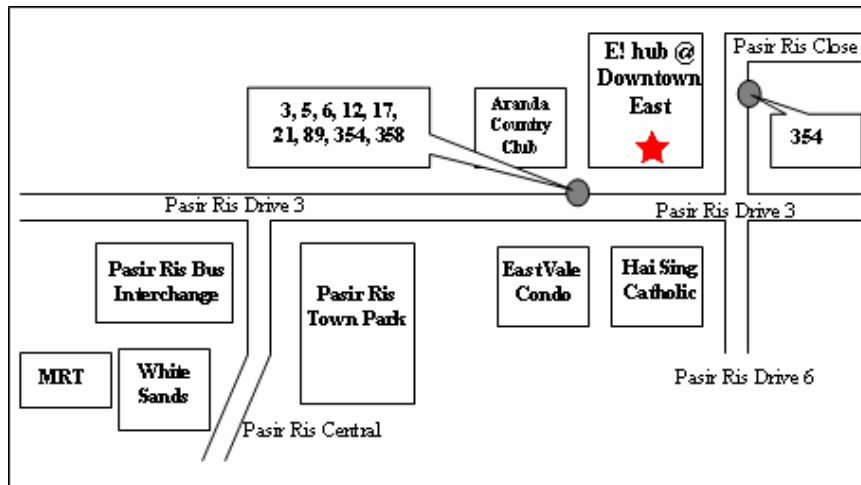 E! hub @
Downtown
East
Pasir Ris Close
3, 5, 6, 12, 17,
21, 89, 354, 358
Aranda
Country
Club
354
Pasir Ris Drive 3
Pasir Ris Drive 3
Pasir Ris Bus
Interchange
Pasir Ris
Town Park
EastVale
Condo
Hai Sing
Catholic
MRT
White
Sands
Pasir Ris Drive 6
Pasir Ris Central